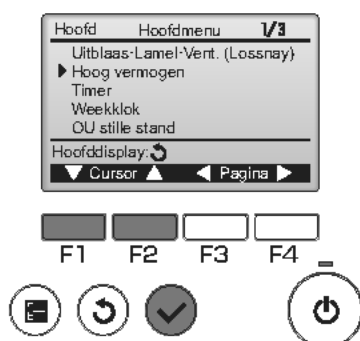 Hoofd Hoofdmenu 1/3
Uitblaas-Lamel-Vent. (Lossnay)
Hoog vermogen
Timer
Weekklok
OU stille stand
Hoofddisplay:
Cursor Pagina
F1 F2 F3 F4